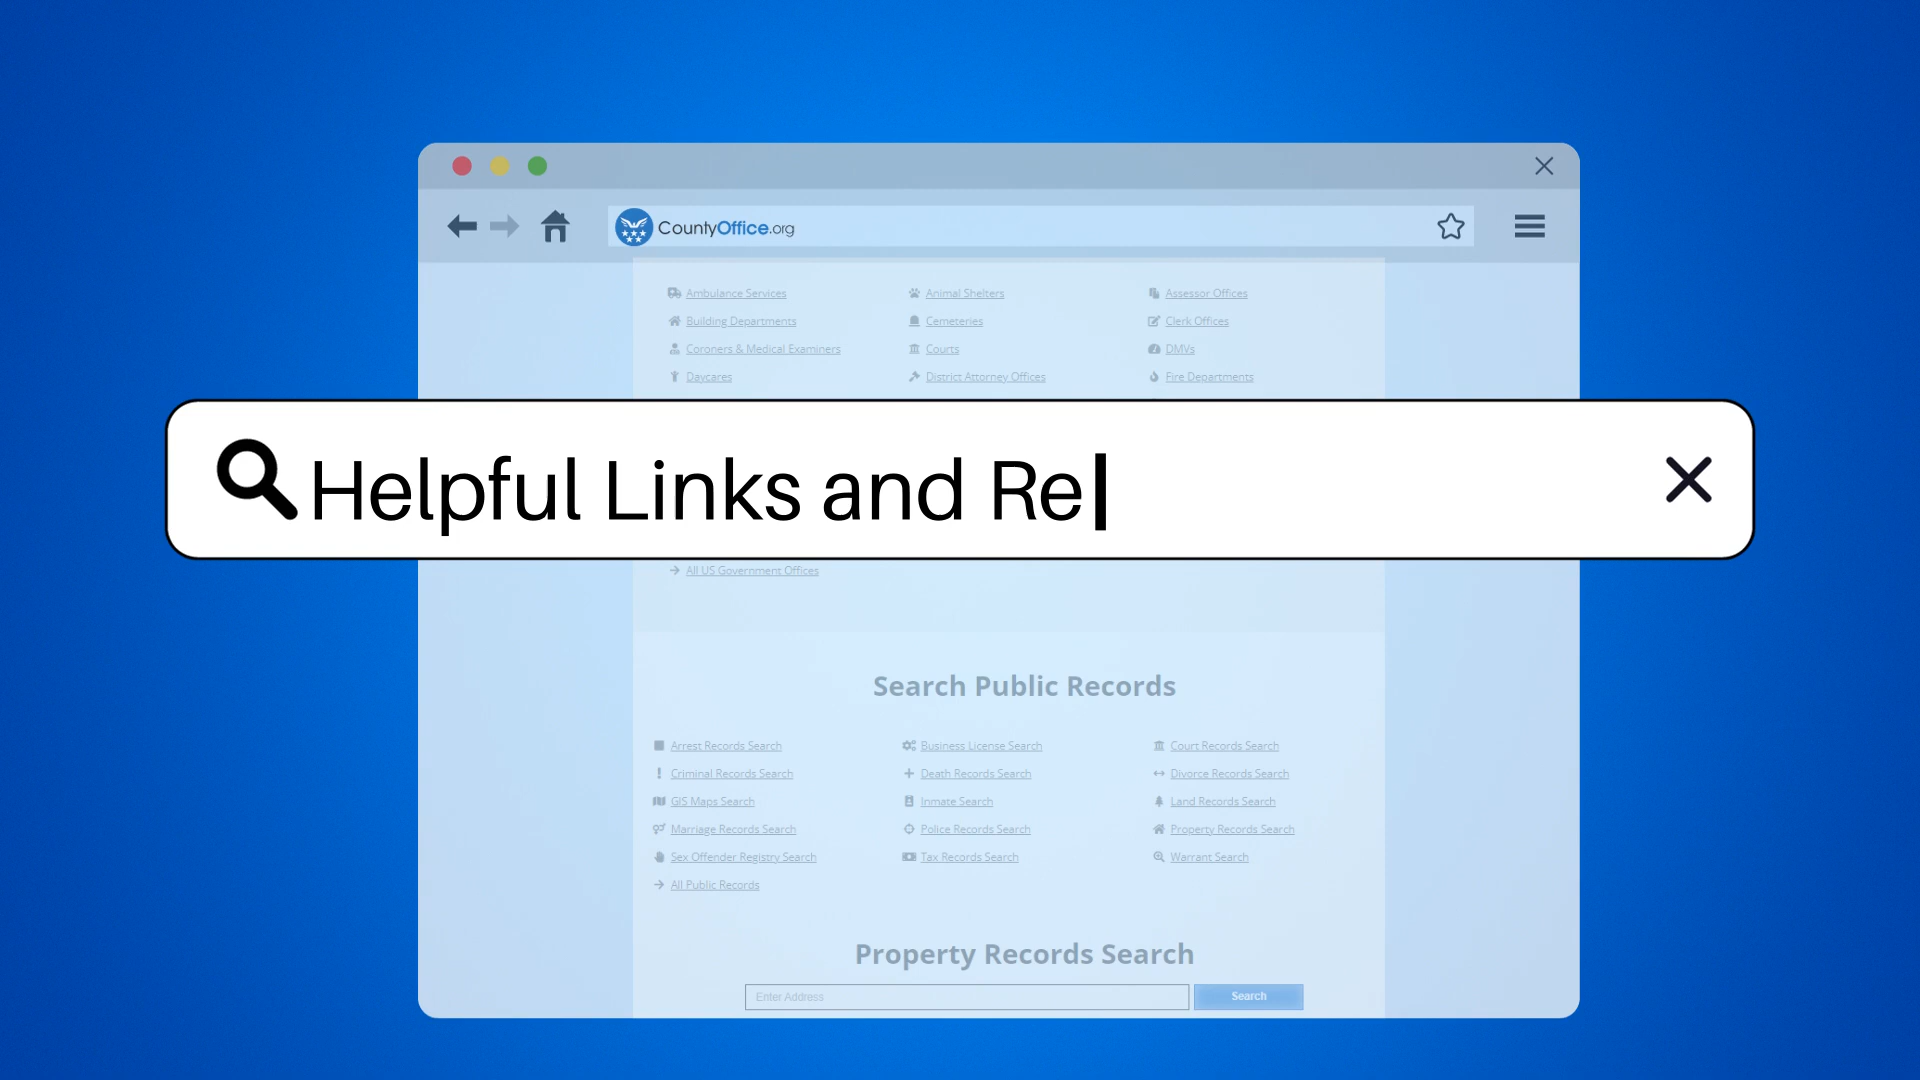 CountyOffice.org
Ambulance Services Animal Shelters Assessor Offices
Building Departments Cemeteries Clerk Offices
Coroners & Medical Examiners Courts DMVs
Daycares District Attorney Offices Fire Departments
Helpful Links and Re
All US Government Offices
Search Public Records
Arrest Records Search Business License Search Court Records Search
Criminal Records Search Death Records Search Divorce Records Search
GIS Maps Search Inmate Search Land Records Search
Marriage Records Search Police Records Search Property Records Search
Sex Offender Registry Search Tax Records Search Warrant Search
All Public Records
Property Records Search
Enter Address Search